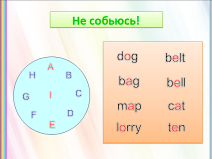 Не собьюсь!
A
H B
G I C
F D
E
dog belt
bag bell
map cat
lorry ten